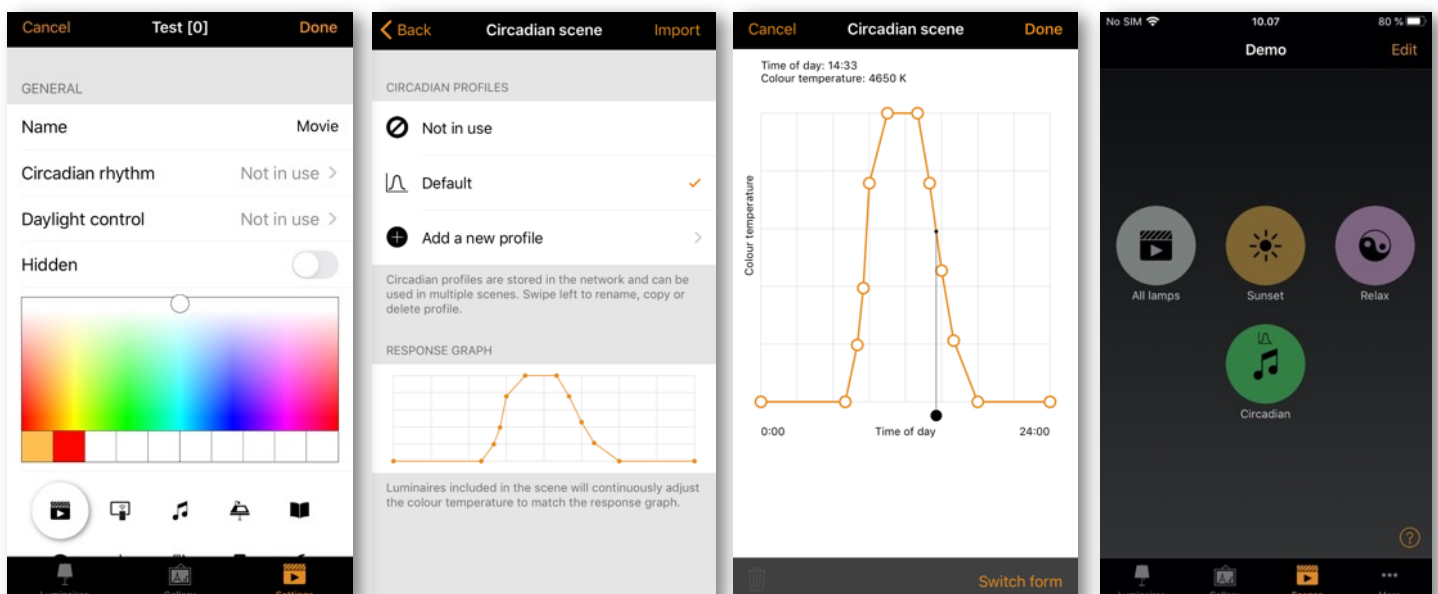 Cancel
Test [0]
Done
GENERAL
Name
Movie
Circadian rhythm
Not in use
Daylight control
Not in use
Hidden
Settings
Back
Circadian scene
Import
CIRCADIAN PROFILES
Not in use
Default
Add a new profile
Circadian profiles are stored in the network and can be
used in multiple scenes. Swipe left to rename, copy or
delete profile.
RESPONSE GRAPH
Luminaires included in the scene will continuously adjust
the colour temperature to match the response graph.
Cancel
Circadian scene
Done
Time of day: 14:33
Colour temperature: 4650 K
Colour temperature
0:00
Time of day
24:00
Switch form
No SIM
10.07
80 %
Demo
Edit
All lamps
Sunset
Relax
Circadian
?